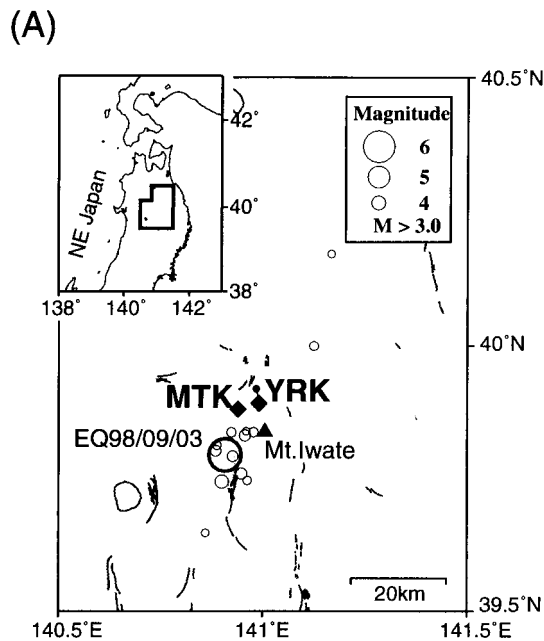 (A)
40.5˚N
42˚
40˚
38˚
138˚
140˚
142˚
NE Japan
Magnitude
6
5
4
M > 3.0
40˚N
MTK
YRK
EQ98/09/03
Mt.Iwate
20km
39.5˚N
140.5˚E
141˚E
141.5˚E